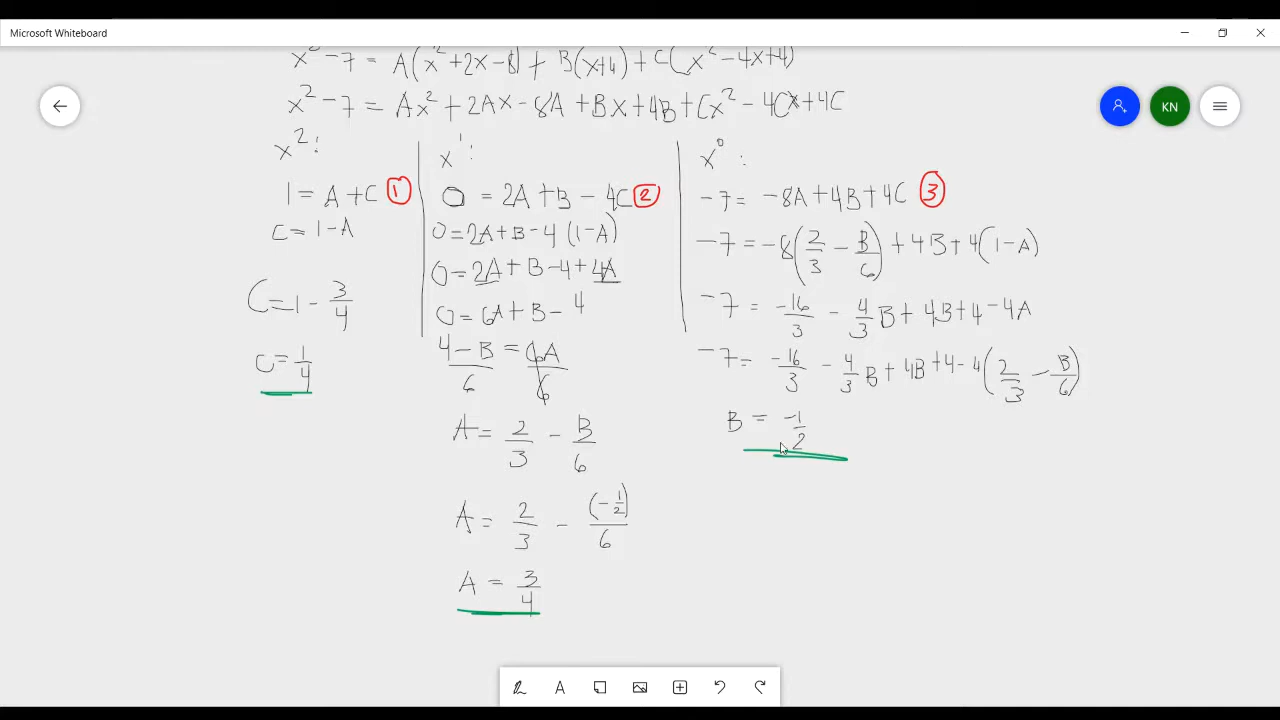 Microsoft Whiteboard
x² - 7 = A(x² + 2x - 8) + B(x+4) + C(x² - 4x + 4)
x² - 7 = Ax² + 2Ax - 8A + Bx + 4B + Cx² - 4Cx + 4C
KN
x² :
1 = A + C ①
C = 1 - A
C = 1 - 3/4
C = 1/4
x¹ :
0 = 2A + B - 4C 2
0 = 2A + B - 4(1-A)
0 = 2A + B - 4 + 4A
0 = 6A + B - 4
(4 - B)/6 = 6A/6
A = 2/3 - B/6
A = 2/3 - (-1/2)/6
A = 3/4
x⁰ :
-7 = -8A + 4B + 4C ③
-7 = -8(2/3 - B/6) + 4B + 4(1-A)
-7 = -16/3 - 4/3 B + 4B + 4 - 4A
-7 = -16/3 - 4/3 B + 4B + 4 - 4(2/3 - B/6)
B = -1/2
A